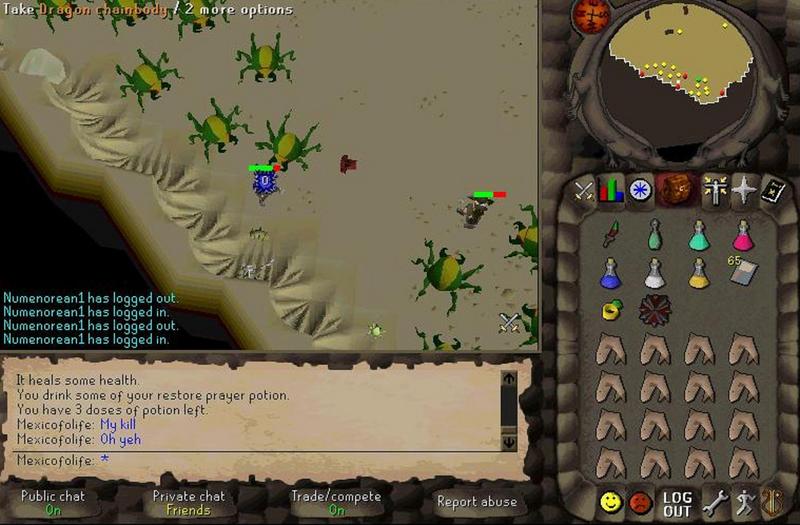 Take Dragon chainbody / 2 more options
0
65
Numenorean1 has logged out.
Numenorean1 has logged in.
Numenorean1 has logged out.
Numenorean1 has logged in.
It heals some health.
You drink some of your restore prayer potion.
You have 3 doses of potion left.
Mexicofolife: My kill
Mexicofolife: Oh yeh
Mexicofolife: *
Public chat
On
Private chat
Friends
Trade/compete
On
Report abuse
LOG
OUT